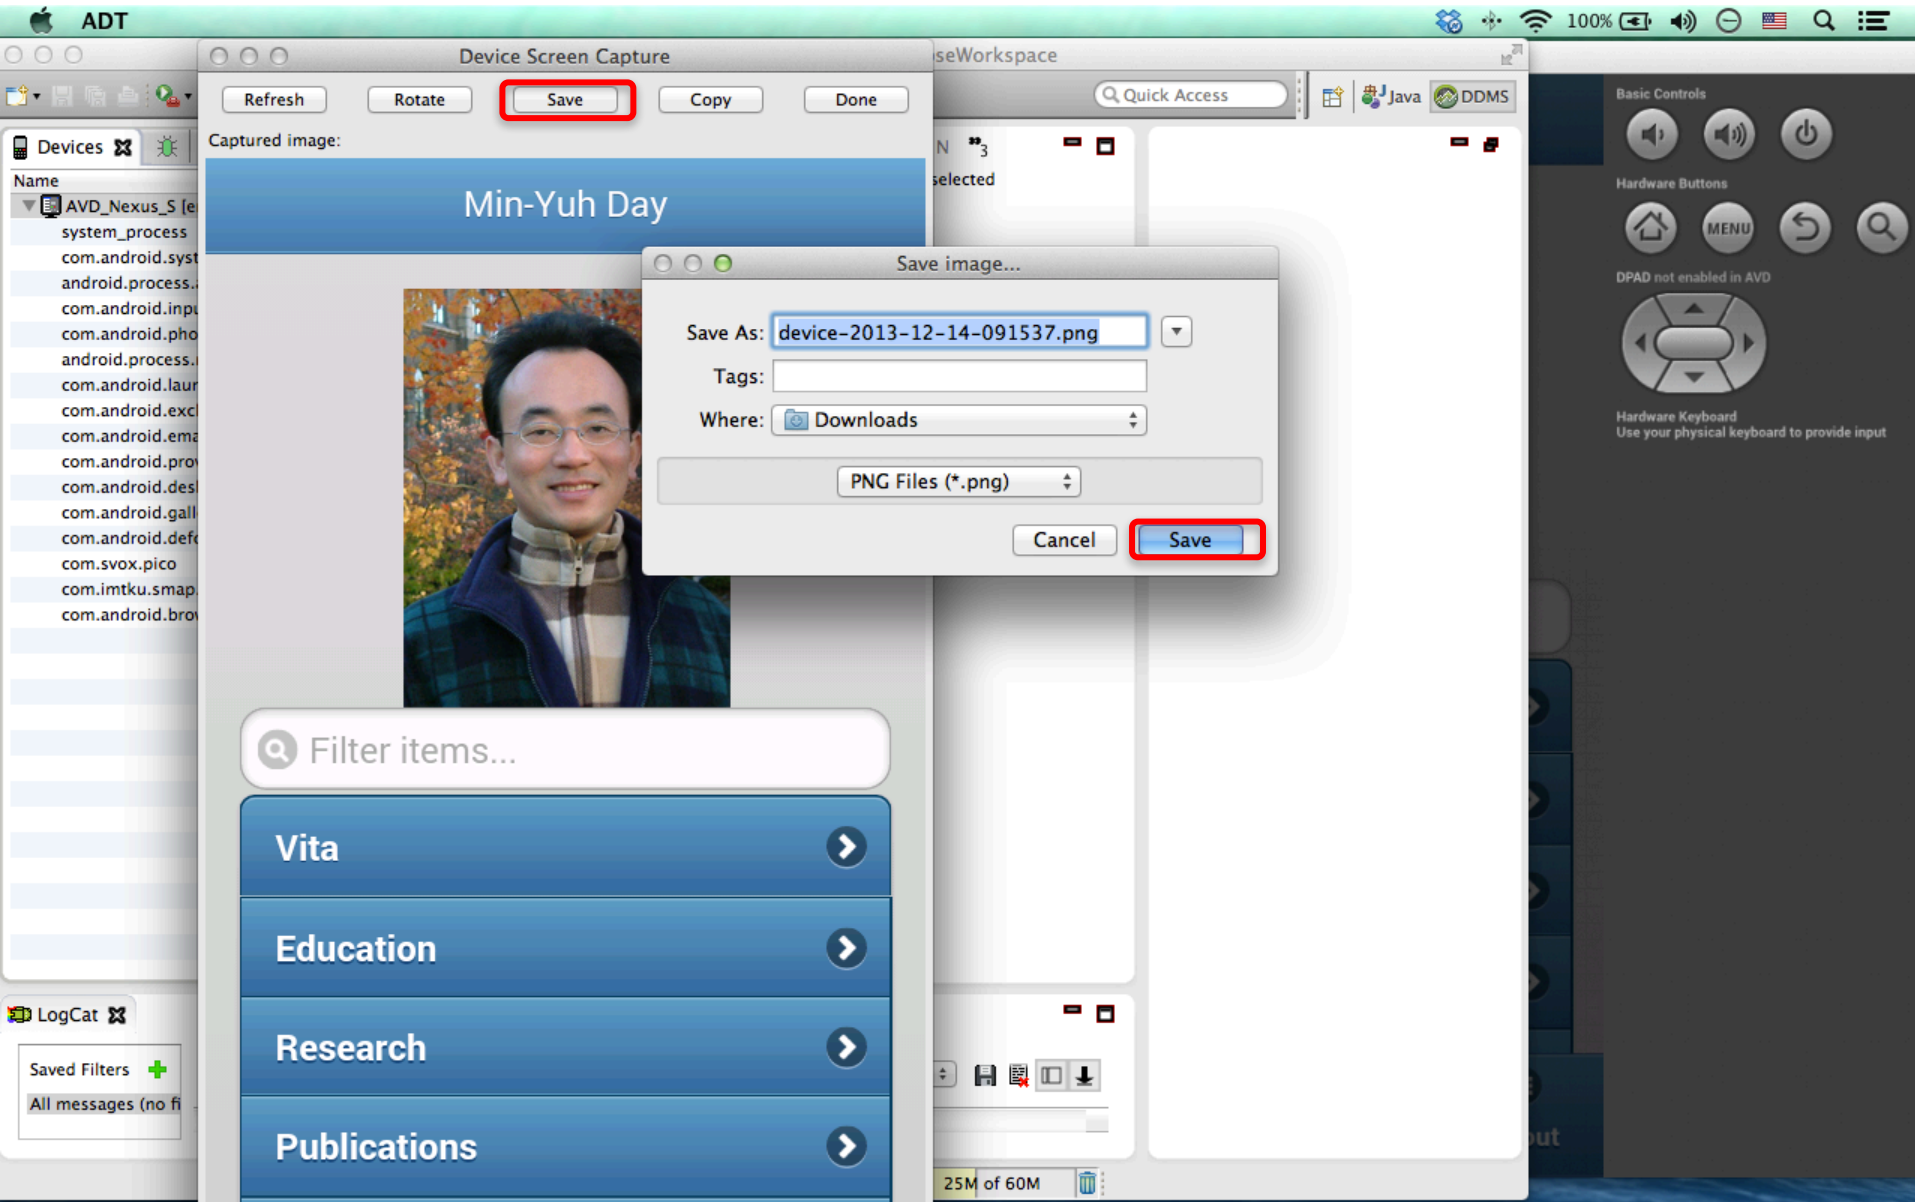 ADT
100%
Device Screen Capture
seWorkspace
Refresh
Rotate
Save
Copy
Done
Quick Access
Java
DDMS
Captured image:
Devices
Name
AVD_Nexus_S [e
system_process
com.android.syst
android.process.a
com.android.inpu
com.android.pho
android.process.
com.android.laur
com.android.excl
com.android.ema
com.android.prov
com.android.desl
com.android.gall
com.android.defc
com.svox.pico
com.imtku.smap.
com.android.brov
Min-Yuh Day
N
3
selected
Save image...
Save As:
device-2013-12-14-091537.png
Tags:
Where:
Downloads
PNG Files (*.png)
Cancel
Save
Filter items...
Vita
Education
Research
Publications
LogCat
Saved Filters
All messages (no fi
25M of 60M
Basic Controls
Hardware Buttons
MENU
DPAD not enabled in AVD
Hardware Keyboard
Use your physical keyboard to provide input
out